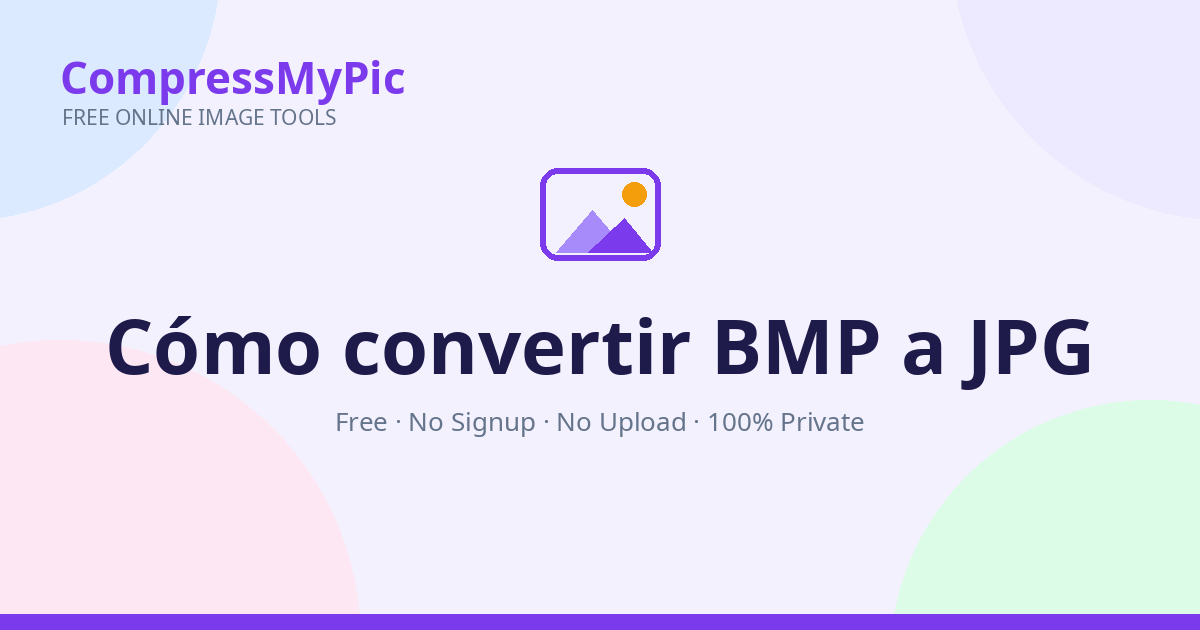 CompressMyPic
FREE ONLINE IMAGE TOOLS
Cómo convertir BMP a JPG
Free · No Signup · No Upload · 100% Private